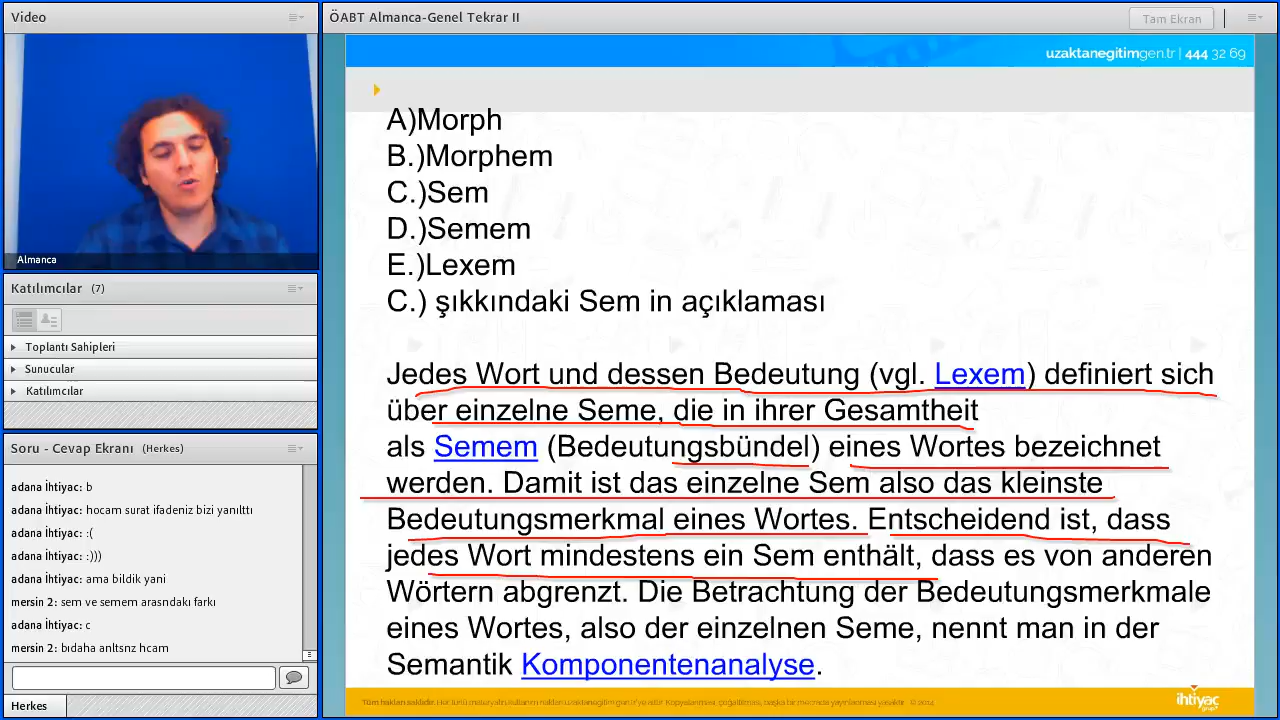 Video
Almanca
Katılımcılar (7)
Toplantı Sahipleri
Sunucular
Katılımcılar
Soru - Cevap Ekranı (Herkes)
adana İhtiyac: b
adana İhtiyac: hocam surat ifadeniz bizi yanılttı
adana İhtiyac: :(
adana İhtiyac: :)))
adana İhtiyac: ama bildik yani
mersin 2: sem ve semem arasndakı farkı
adana İhtiyac: c
mersin 2: bıdaha anltsnz hcam
Herkes
ÖABT Almanca-Genel Tekrar II
Tam Ekran
uzaktanegitimgen.tr | 444 32 69
A)Morph
B.)Morphem
C.)Sem
D.)Semem
E.)Lexem
C.) şıkkındaki Sem in açıklaması
Jedes Wort und dessen Bedeutung (vgl. Lexem) definiert sich
über einzelne Seme, die in ihrer Gesamtheit
als Semem (Bedeutungsbündel) eines Wortes bezeichnet
werden. Damit ist das einzelne Sem also das kleinste
Bedeutungsmerkmal eines Wortes. Entscheidend ist, dass
jedes Wort mindestens ein Sem enthält, dass es von anderen
Wörtern abgrenzt. Die Betrachtung der Bedeutungsmerkmale
eines Wortes, also der einzelnen Seme, nennt man in der
Semantik Komponentenanalyse.
Tüm hakları saklıdır.
© 2014
ihtiyaç